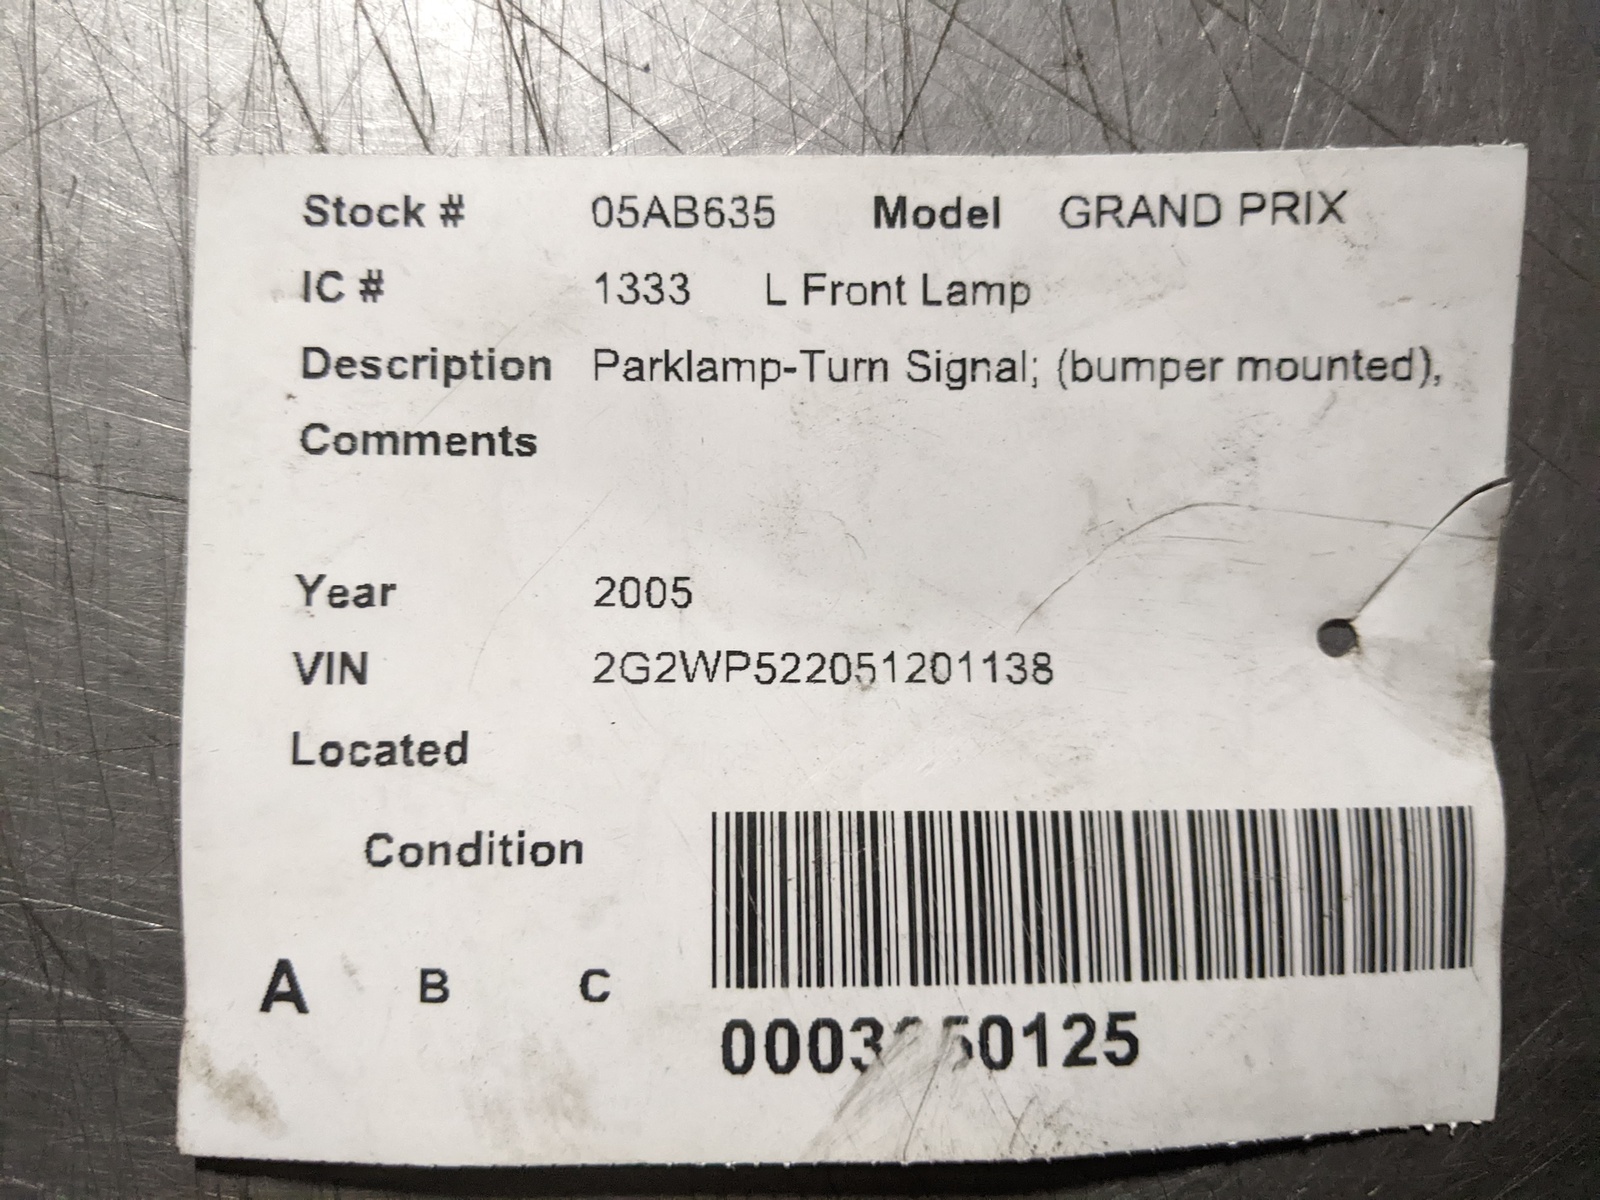 Stock # 05AB635 Model GRAND PRIX
IC # 1333 L Front Lamp
Description Parklamp-Turn Signal; (bumper mounted),
Comments
Year 2005
VIN 2G2WP522051201138
Located
Condition
A B C